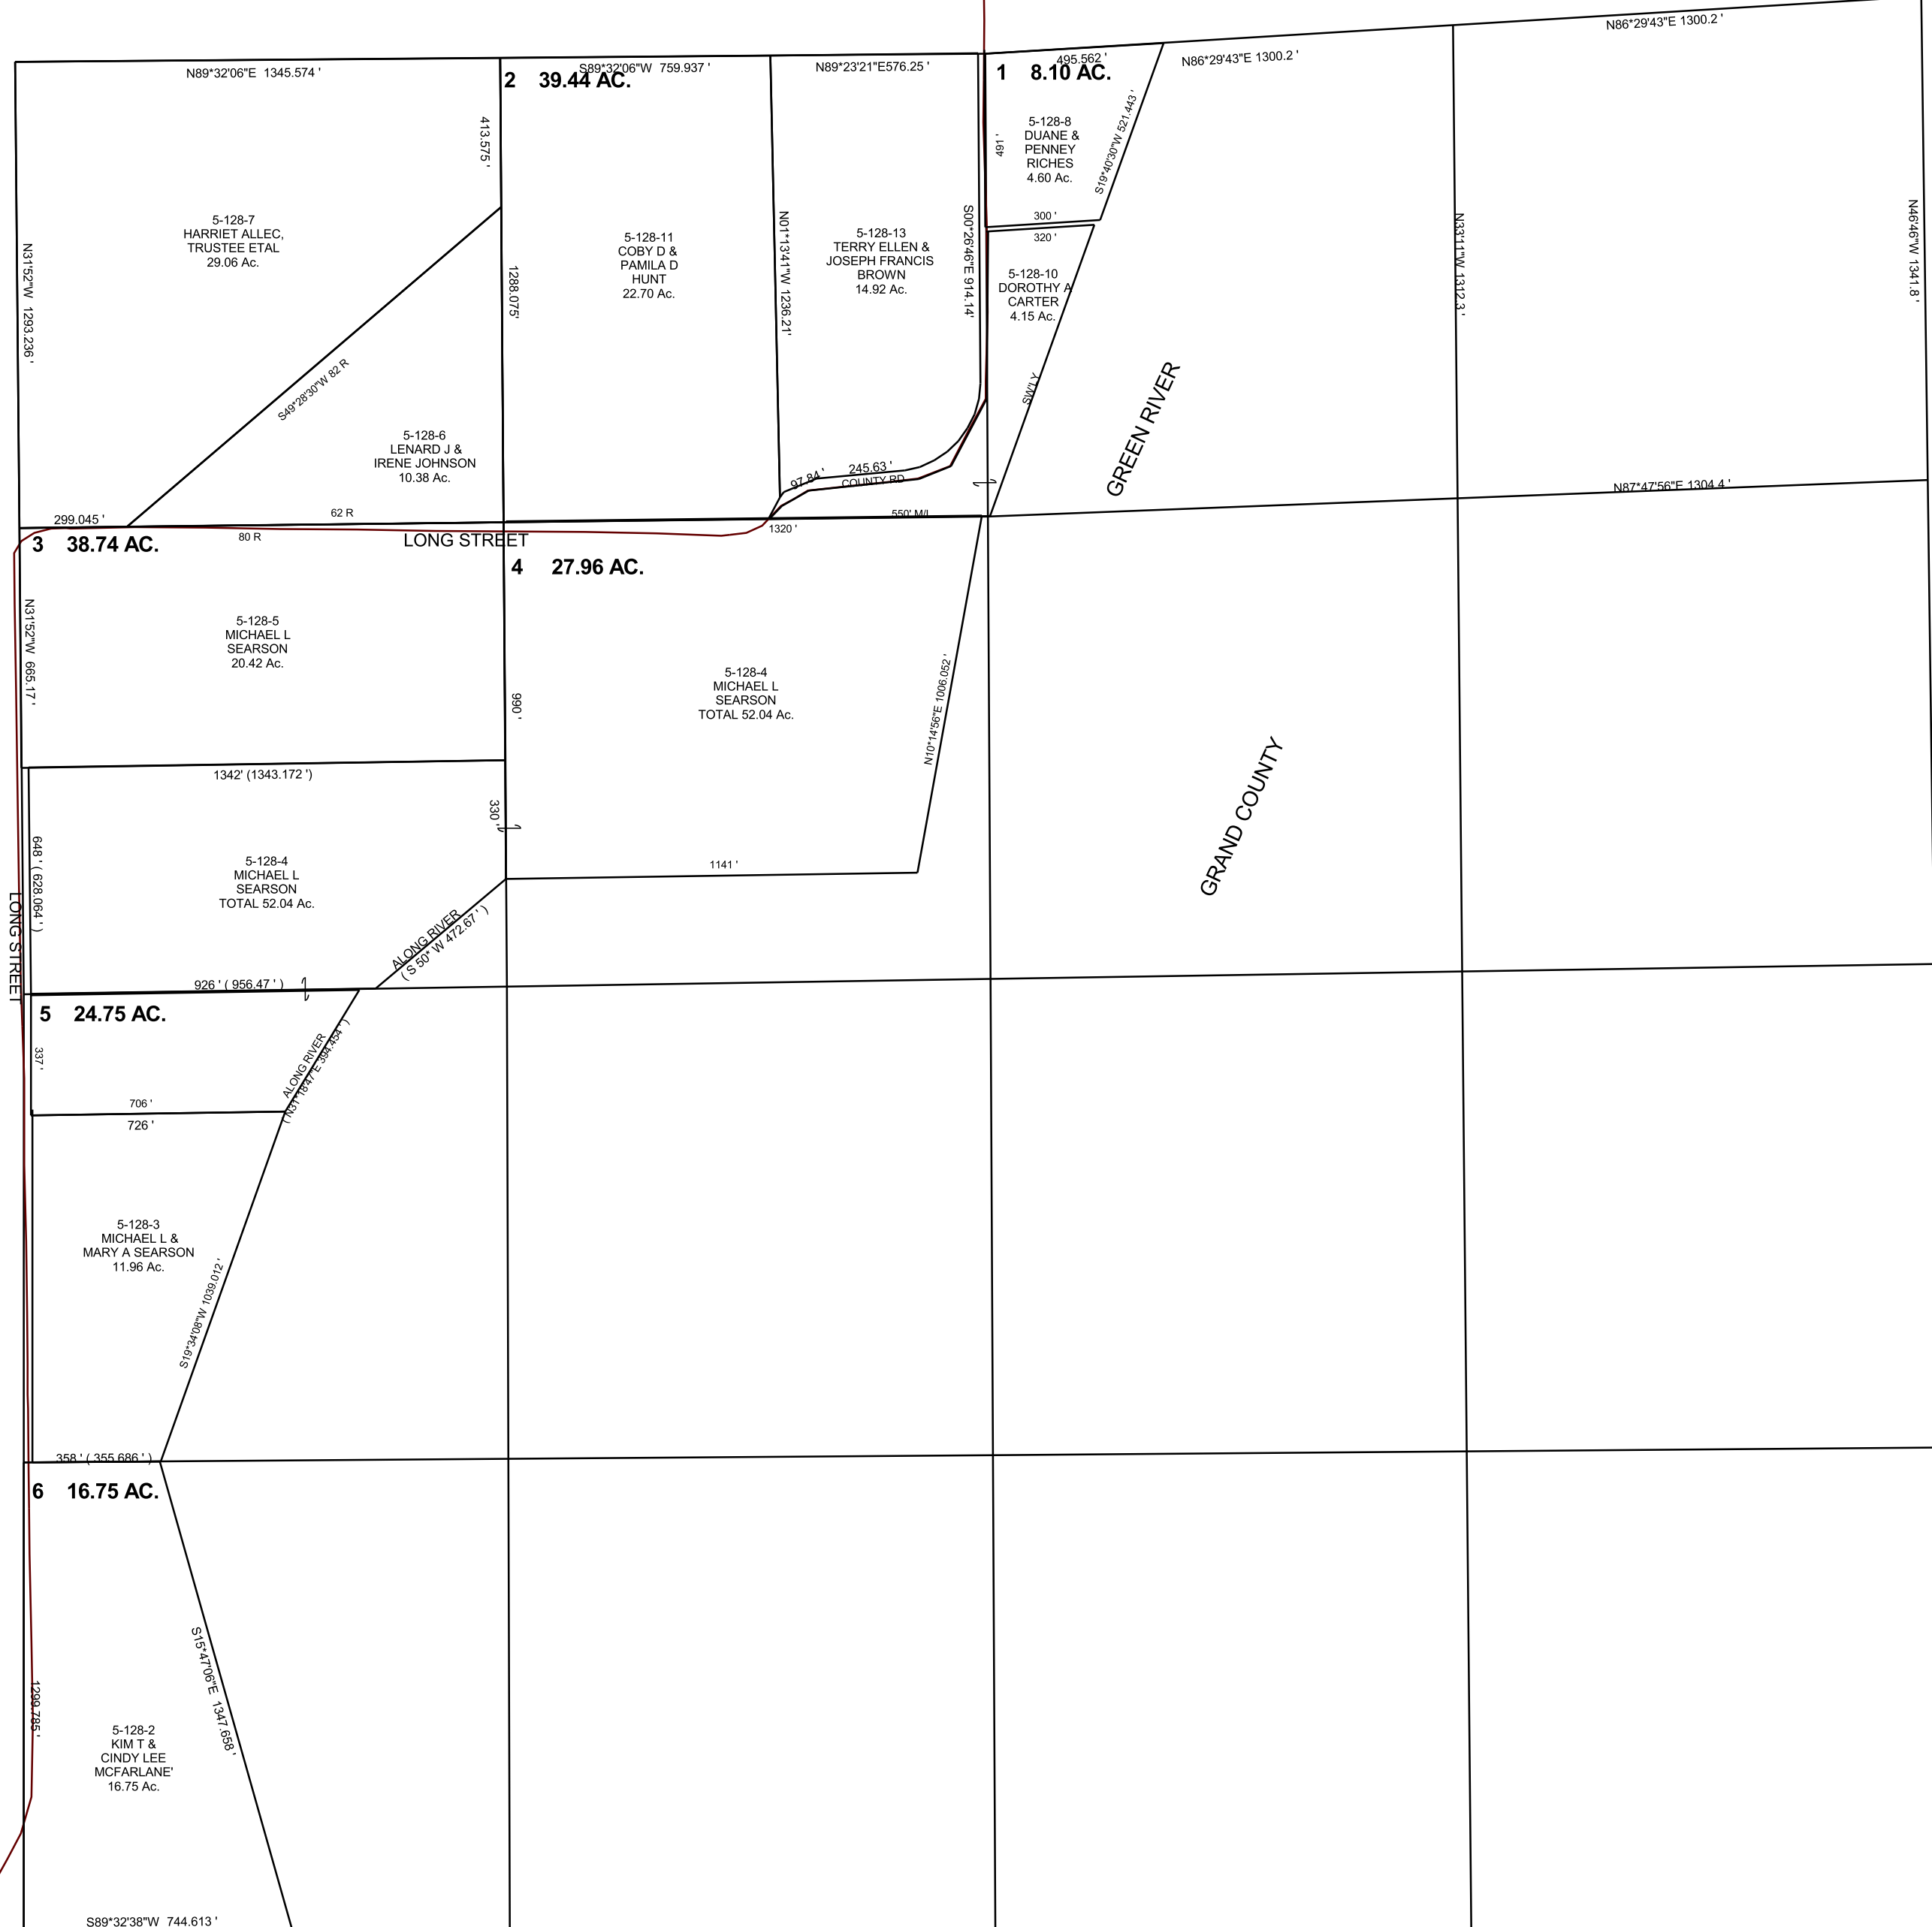 N86*29'43"E 1300.2 '
N89*32'06"E 1345.574 '
S89*32'06"W 759.937 '
N89*23'21"E576.25 '
495.562 '
N86*29'43"E 1300.2 '
2 39.44 AC.
1 8.10 AC.
413.575 '
491 '
S19*40'30"W 521.443 '
5-128-8
DUANE &
PENNEY
RICHES
4.60 Ac.
5-128-7
HARRIET ALLEC,
TRUSTEE ETAL
29.06 Ac.
N31'52"W 1293.236 '
1288.075'
5-128-11
COBY D &
PAMILA D
HUNT
22.70 Ac.
N01*13'41"W 1236.21'
5-128-13
TERRY ELLEN &
JOSEPH FRANCIS
BROWN
14.92 Ac.
S00*26'46"E 914.14'
300 '
320 '
5-128-10
DOROTHY A
CARTER
4.15 Ac.
SW'LY
N33'11"W 1312.3 '
N46'46"W 1341.8 '
S49*28'30"W 82 R
5-128-6
LENARD J &
IRENE JOHNSON
10.38 Ac.
GREEN RIVER
97.84 '
245.63 '
COUNTY RD
N87*47'56"E 1304.4 '
299.045 '
62 R
550' M/L
1320 '
80 R
LONG STREET
3 38.74 AC.
4 27.96 AC.
N31'52"W 665.17 '
5-128-5
MICHAEL L
SEARSON
20.42 Ac.
990 '
5-128-4
MICHAEL L
SEARSON
TOTAL 52.04 Ac.
N10*14'56"E 1006.052 '
GRAND COUNTY
1342' (1343.172 ')
330 '
648 ' ( 628.064 ' )
5-128-4
MICHAEL L
SEARSON
TOTAL 52.04 Ac.
1141 '
LONG STREET
ALONG RIVER
( S 50* W 472.67 ' )
926 ' ( 956.47 ' )
5 24.75 AC.
337 '
ALONG RIVER
( N31*18'47"E 394.454 ' )
706 '
726 '
5-128-3
MICHAEL L &
MARY A SEARSON
11.96 Ac.
S19*34'08"W 1039.012 '
358 ' ( 355.686 ' )
6 16.75 AC.
S15*47'06"E 1347.658 '
1299.785 '
5-128-2
KIM T &
CINDY LEE
MCFARLANE'
16.75 Ac.
S89*32'38"W 744.613 '